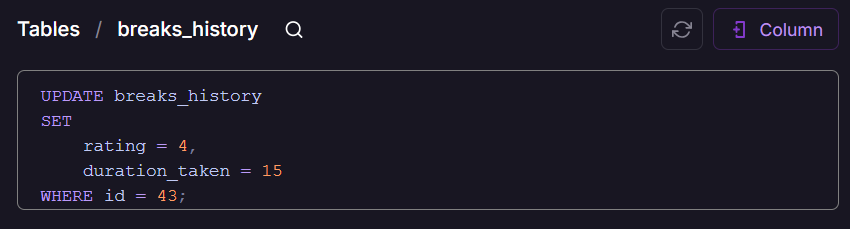 Tables / breaks_history
Column
UPDATE breaks_history
SET
    rating = 4,
    duration_taken = 15
WHERE id = 43;